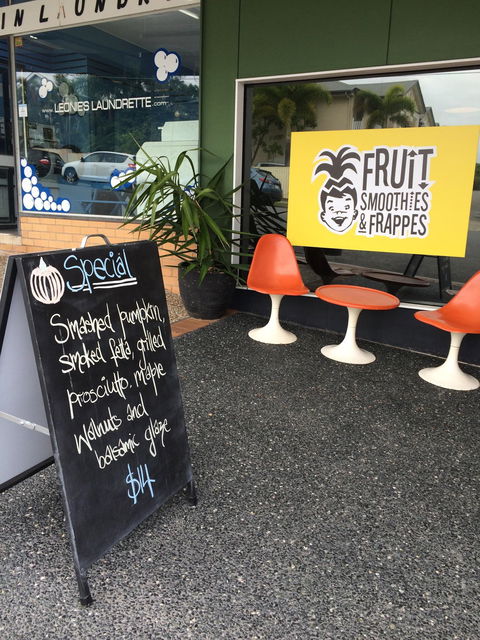 IN LAUNDR
www.
LEONIES LAUNDRETTE .com
FRUIT
SMOOTHIES
& FRAPPES
Special
Smashed pumpkin,
smoked fetta, grilled
prosciutto, maple
Walnuts and
balsamic glaze
$14